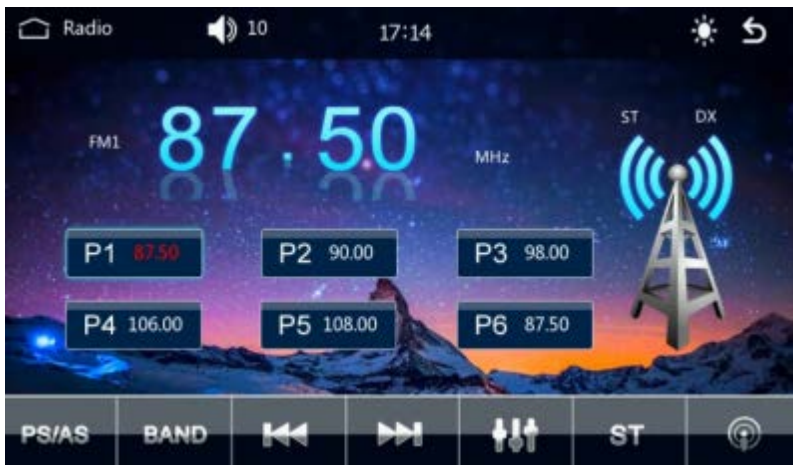 Radio 10 17:14
ST DX
FM1 87.50 MHz
P1 87.50 P2 90.00 P3 98.00
P4 106.00 P5 108.00 P6 87.50
PS/AS BAND ST